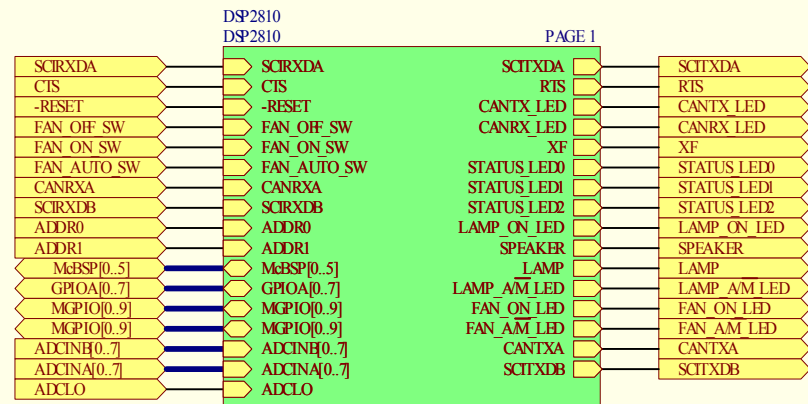 DSP2810
DSP2810 PAGE 1
SCIRXDA SCIRXDA SCITXDA SCITXDA
CTS CTS RTS RTS
-RESET -RESET CANTX_LED CANTX_LED
FAN_OFF_SW FAN_OFF_SW CANRX_LED CANRX_LED
FAN_ON_SW FAN_ON_SW XF XF
FAN_AUTO_SW FAN_AUTO_SW STATUS_LED0 STATUS_LED0
CANRXA CANRXA STATUS_LED1 STATUS_LED1
SCIRXDB SCIRXDB STATUS_LED2 STATUS_LED2
ADDR0 ADDR0 LAMP_ON_LED LAMP_ON_LED
ADDR1 ADDR1 SPEAKER SPEAKER
McBSP[0..5] McBSP[0..5] LAMP LAMP
GPIOA[0..7] GPIOA[0..7] LAMP_A/M_LED LAMP_A/M_LED
MGPIO[0..9] MGPIO[0..9] FAN_ON_LED FAN_ON_LED
MGPIO[0..9] MGPIO[0..9] FAN_A/M_LED FAN_A/M_LED
ADCINB[0..7] ADCINB[0..7] CANTXA CANTXA
ADCINA[0..7] ADCINA[0..7] SCITXDB SCITXDB
ADCLO ADCLO